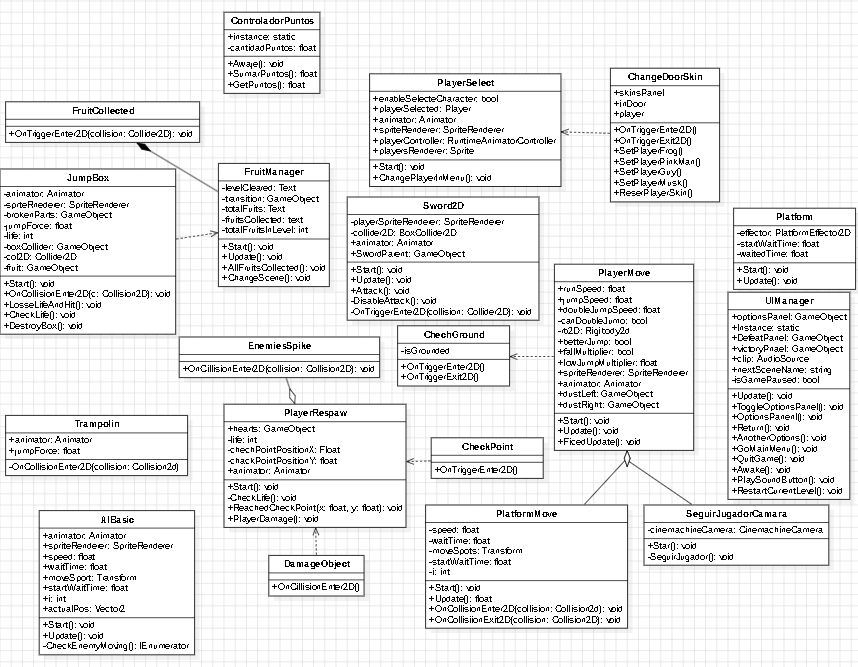 ControladorPuntos
+instance: static
-cantidadPuntos: float
+Awaje(): void
+SumarPuntos(): float
+GetPuntos(): float
FruitCollected
+OnTriggerEnter2D(collision: Collider2D): void
PlayerSelect
+enableSelecteCharacter: bool
+playerSelected: Player
+animator: Animator
+spriteRenderer: SpriteRenderer
+playerController: RuntimeAnimatorController
+playersRenderer: Sprite
+Start(): void
+ChangePlayerInMenu(): void
ChangeDoorSkin
+skinsPanel
+inDoor
+player
+OnTriggerEnter2D()
+OnTriggerExit2D()
+SetPlayerFrog()
+SetPlayerPinkMan()
+SetPlayerGuy()
+SetPlayerMusk()
+ReserPlayerSkin()
JumpBox
-animator: Animator
-spriteRenderer: SpriteRenderer
-brokenParts: GameObject
-jumpForce: float
-life: int
-boxCollider: GameObject
-col2D: Collider2D
-fruit: GameObject
+Start(): void
+OnCollisionEnter2D(c: Collision2D): void
+LosseLifeAndHit(): void
+CheckLife(): void
+DestroyBox(): void
FruitManager
-levelCleared: Text
-transition: GameObject
-totalFruits: Text
-fruitsCollected: text
-totalFruitsInLevel: int
+Start(): void
+Update(): void
+AllFruitsCollected(): void
+ChangeScene(): void
Sword2D
-playerSpriteRenderer: SpriteRenderer
-collider2D: BoxCollider2D
+animator: Animator
+SwordParent: GameObject
+Start(): void
+Update(): void
+Attack(): void
-DisableAttack(): void
-OnTriggerEnter2D(collision: Collider2D): void
Platform
-effector: PlatformEffecto2D
-startWaitTime: float
-waitedTime: float
+Start(): void
+Update(): void
PlayerMove
+runSpeed: float
+jumpSpeed: float
+doubleJumpSpeed: float
-canDoubleJump: bool
-rb2D: Rigibody2d
+betterJump: bool
+fallMultiplier: bool
+lowJumpMultiplier: float
+spriteRenderer: SpriteRenderer
+animator: Animator
+dustLeft: GameObject
+dustRight: GameObject
+Start(): void
+Update(): void
+FicedUpdate(): void
UIManager
+optionsPanel: GameObject
+Instance: static
+DefeatPanel: GameObject
+victoryPnael: GameObject
+clip: AudioSource
+nextSceneName: string
-isGamePaused: bool
+Update(): void
+ToggleOptionsPanel(): void
+OptionsPanenl(): void
+Return(): void
+AnotherOptions(): void
+GoMainMenu(): void
+QuitGame(): void
+Awake(): void
+PlaySoundButton(): void
+RestartCurrentLevel(): void
ChechGround
-isGrounded
+OnTriggerEnter2D()
+OnTriggerExit2D()
EnemiesSpike
+OnCollisionEnter2D(collision: Collision2D): void
PlayerRespaw
+hearts: GameObject
-life: int
-chechPointPositionX: Float
-checkPointPositionY: float
+animator: Animator
+Start(): void
-CheckLife(): void
+ReachedCheckPoint(x: float, y: float): void
+PlayerDamage(): void
Trampolin
+animator: Animator
+jumpForce: float
-OnCollisionEnter2D(collision: Collision2d)
CheckPoint
+OnTriggerEnter2D()
AIBasic
+animator: Animator
+spriteRenderer: SpriteRenderer
+speed: float
+waitTime: float
+moveSport: Transform
+startWaitTime: float
+i: int
+actualPos: Vector2
+Start(): void
+Update(): void
-CheckEnemyMoving(): IEnumerator
DamageObject
+OnCollisionEnter2D()
PlatformMove
-speed: float
-waitTime: float
-moveSpots: Transform
-startWaitTime: float
-i: int
+Start(): void
+Update(): float
+OnCollisionEnter2D(collision: Collision2d): void
+OnCollisiionExit2D(collision: Collision2D): void
SeguirJugadorCamara
-cinemachineCamera: CinemachineCamera
+Star(): void
-SeguirJugador(): void